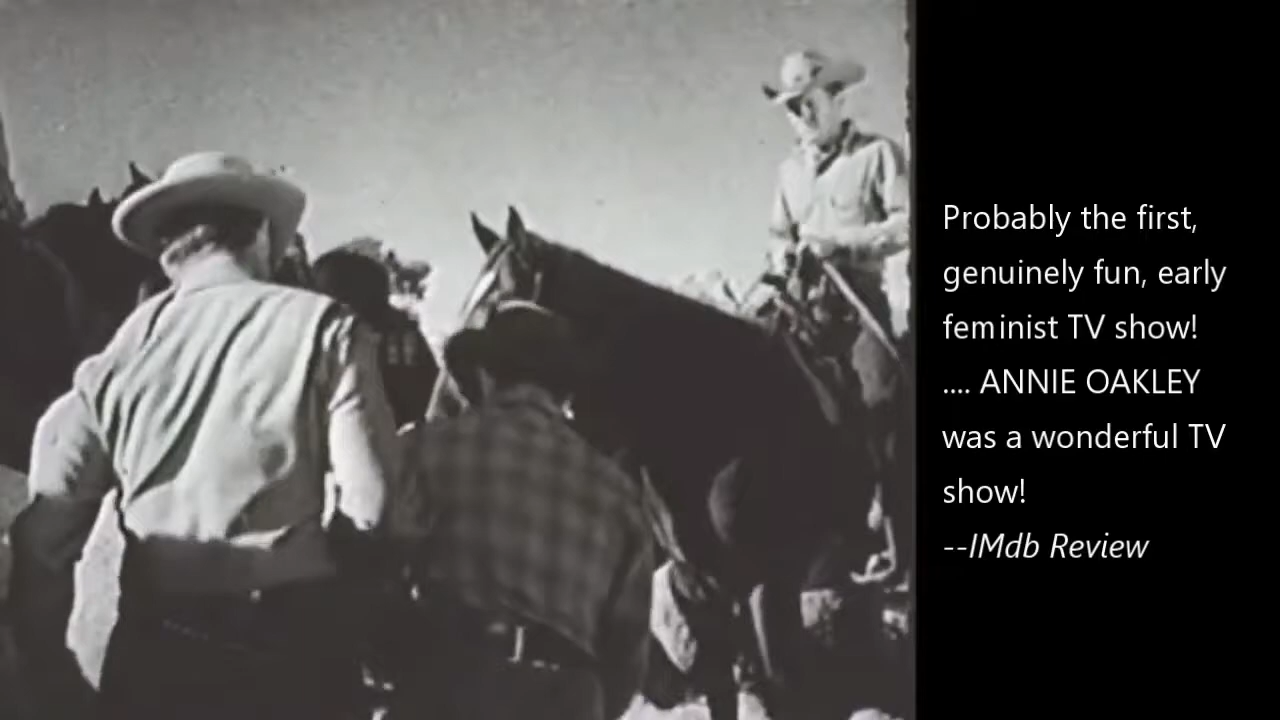 Probably the first,
genuinely fun, early
feminist TV show!
.... ANNIE OAKLEY
was a wonderful TV
show!
--IMdb Review